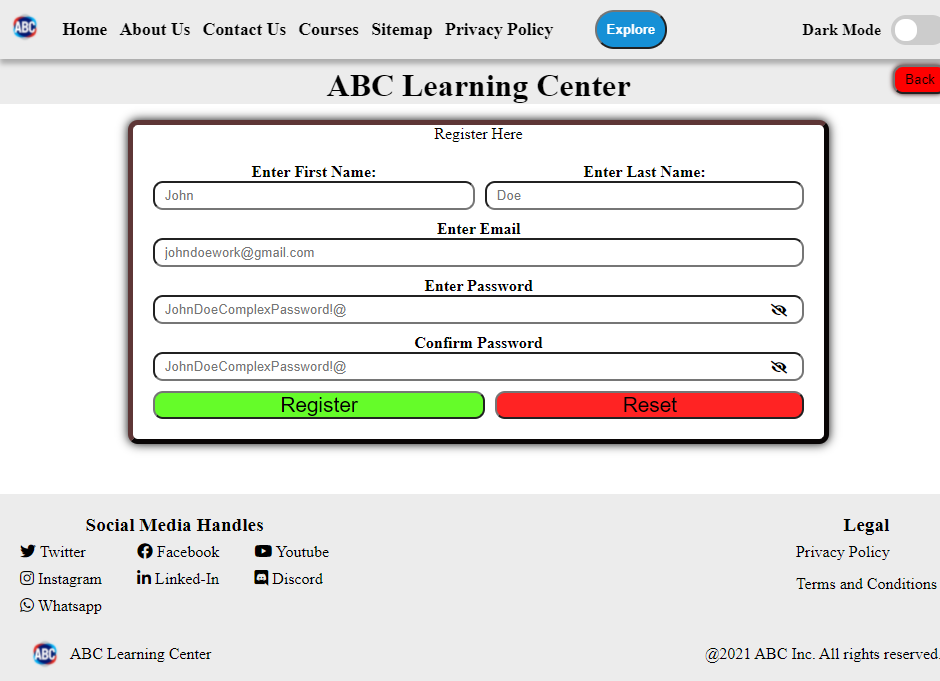 ABC Home About Us Contact Us Courses Sitemap Privacy Policy Explore Dark Mode
Back
ABC Learning Center
Register Here
Enter First Name: Enter Last Name:
John Doe
Enter Email
johndoework@gmail.com
Enter Password
JohnDoeComplexPassword!@
Confirm Password
JohnDoeComplexPassword!@
Register Reset
Social Media Handles Legal
Twitter Facebook Youtube Privacy Policy
Instagram Linked-In Discord Terms and Conditions
Whatsapp
ABC ABC Learning Center @2021 ABC Inc. All rights reserved.